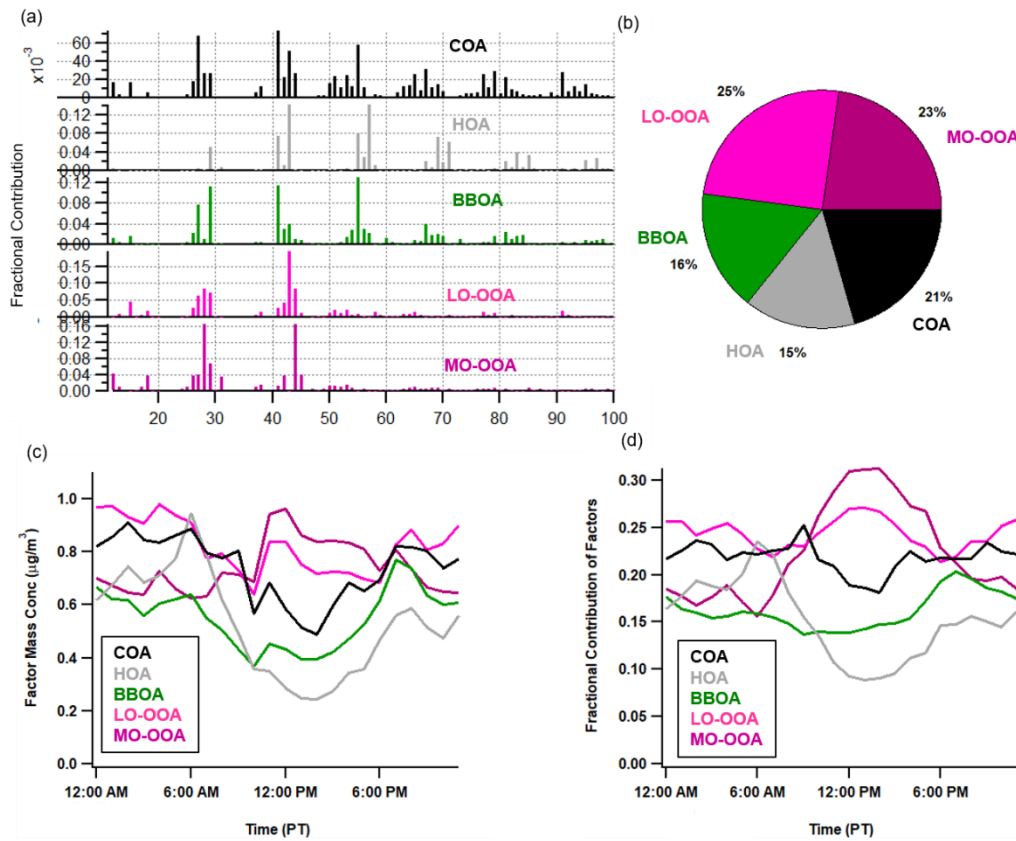 (a)
Fractional Contribution
x10⁻³
60
40
20
0
COA
0.12
0.08
0.04
0.00
HOA
0.12
0.08
0.04
0.00
BBOA
0.15
0.10
0.05
0.00
LO-OOA
0.16
0.12
0.08
0.04
0.00
MO-OOA
20 30 40 50 60 70 80 90 100
(b)
25%
LO-OOA
23%
MO-OOA
BBOA
16%
HOA
15%
21%
COA
(c)
Factor Mass Conc (ug/m³)
1.0
0.8
0.6
0.4
0.2
0.0
COA
HOA
BBOA
LO-OOA
MO-OOA
12:00 AM 6:00 AM 12:00 PM 6:00 PM
Time (PT)
(d)
Fractional Contribution of Factors
0.30
0.25
0.20
0.15
0.10
0.05
0.00
COA
HOA
BBOA
LO-OOA
MO-OOA
12:00 AM 6:00 AM 12:00 PM 6:00 PM
Time (PT)